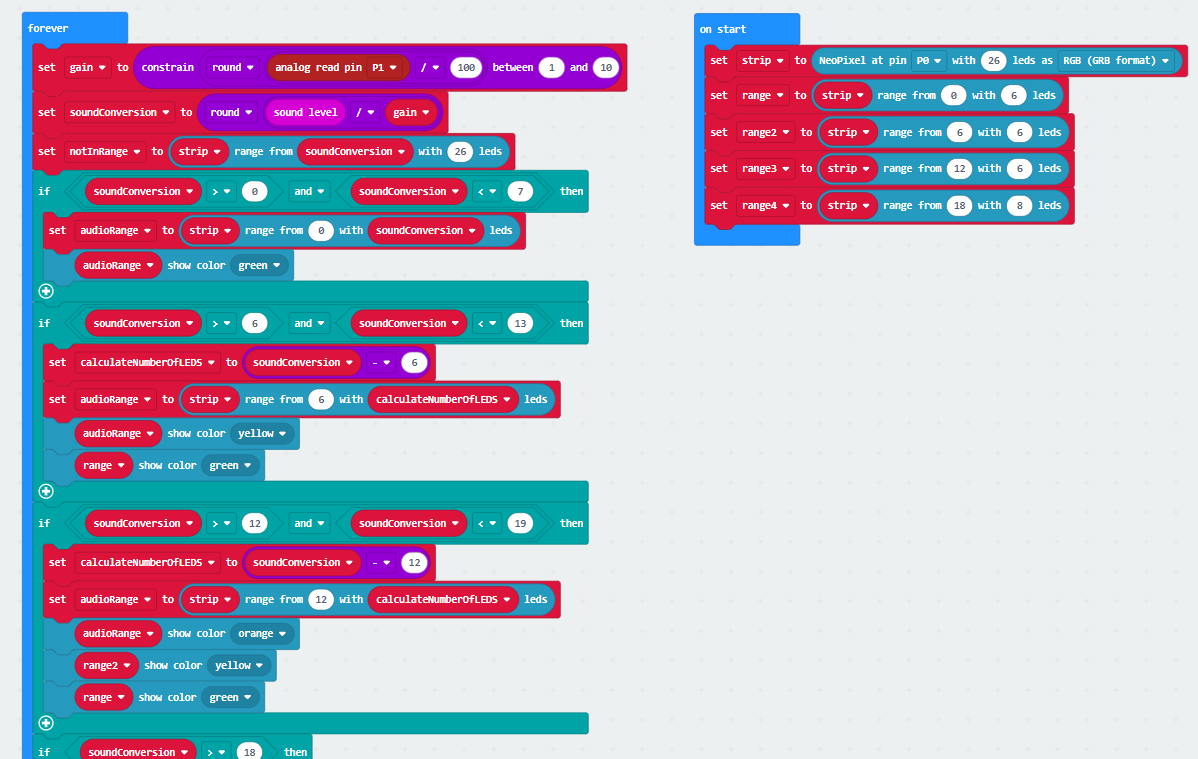 forever
set gain to constrain round analog read pin P1 / 100 between 1 and 10
set soundConversion to round sound level / gain
set notInRange to strip range from soundConversion with 26 leds
if soundConversion > 0 and soundConversion < 7 then
set audioRange to strip range from 0 with soundConversion leds
audioRange show color green
if soundConversion > 6 and soundConversion < 13 then
set calculateNumberOfLEDS to soundConversion - 6
set audioRange to strip range from 6 with calculateNumberOfLEDS leds
audioRange show color yellow
range show color green
if soundConversion > 12 and soundConversion < 19 then
set calculateNumberOfLEDS to soundConversion - 12
set audioRange to strip range from 12 with calculateNumberOfLEDS leds
audioRange show color orange
range2 show color yellow
range show color green
if soundConversion > 18 then
on start
set strip to NeoPixel at pin P0 with 26 leds as RGB (GRB format)
set range to strip range from 0 with 6 leds
set range2 to strip range from 6 with 6 leds
set range3 to strip range from 12 with 6 leds
set range4 to strip range from 18 with 8 leds